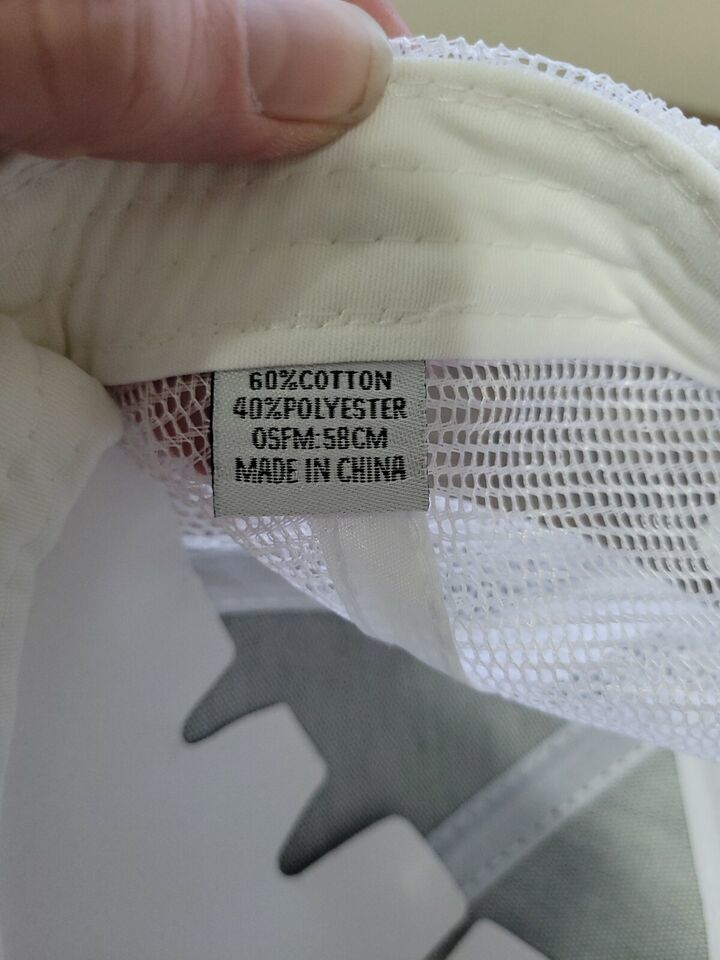 60%COTTON
40%POLYESTER
OSFM:58CM
MADE IN CHINA